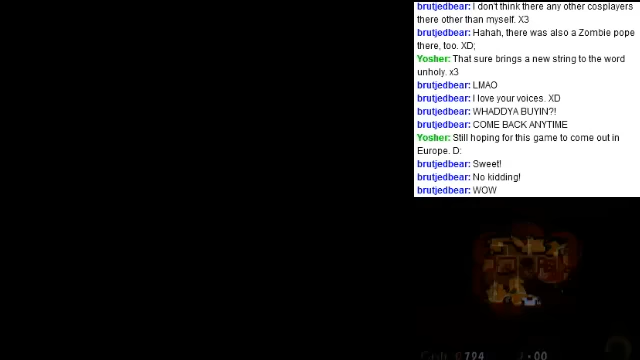 brutjedbear: I don't think there any other cosplayers
there other than myself. X3
brutjedbear: Hahah, there was also a Zombie pope
there, too. XD;
Yosher: That sure brings a new string to the word
unholy. x3
brutjedbear: LMAO
brutjedbear: I love your voices. XD
brutjedbear: WHADDYA BUYIN?!
brutjedbear: COME BACK ANYTIME
Yosher: Still hoping for this game to come out in
Europe. D:
brutjedbear: Sweet!
brutjedbear: No kidding!
brutjedbear: WOW
794